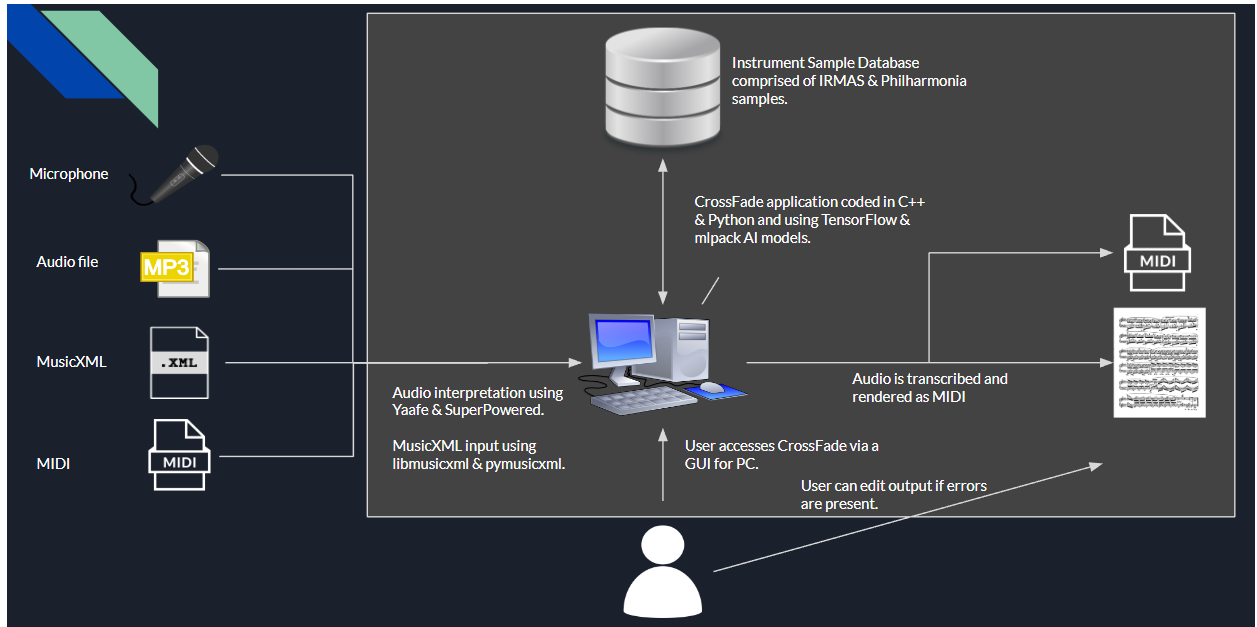 Instrument Sample Database
comprised of IRMAS & Philharmonia
samples.
Microphone
CrossFade application coded in C++
& Python and using TensorFlow &
mlpack AI models.
Audio file
MP3
MIDI
MusicXML
.XML
Audio interpretation using
Yaafe & SuperPowered.
Audio is transcribed and
rendered as MIDI
MusicXML input using
libmusicxml & pymusicxml.
User accesses CrossFade via a
GUI for PC.
MIDI
MIDI
User can edit output if errors
are present.